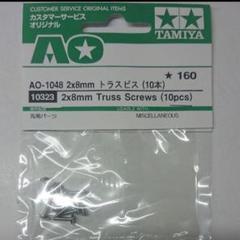 CUSTOMER SERVICE ORIGINAL ITEMS
カスタマーサービス
オリジナル
TAMIYA
AO
★ 160
AO-1048 2x8mm トラスビス (10本)
10323 2x8mm Truss Screws (10pcs)
USABLE WITH
汎用パーツ MISCELLANEOUS